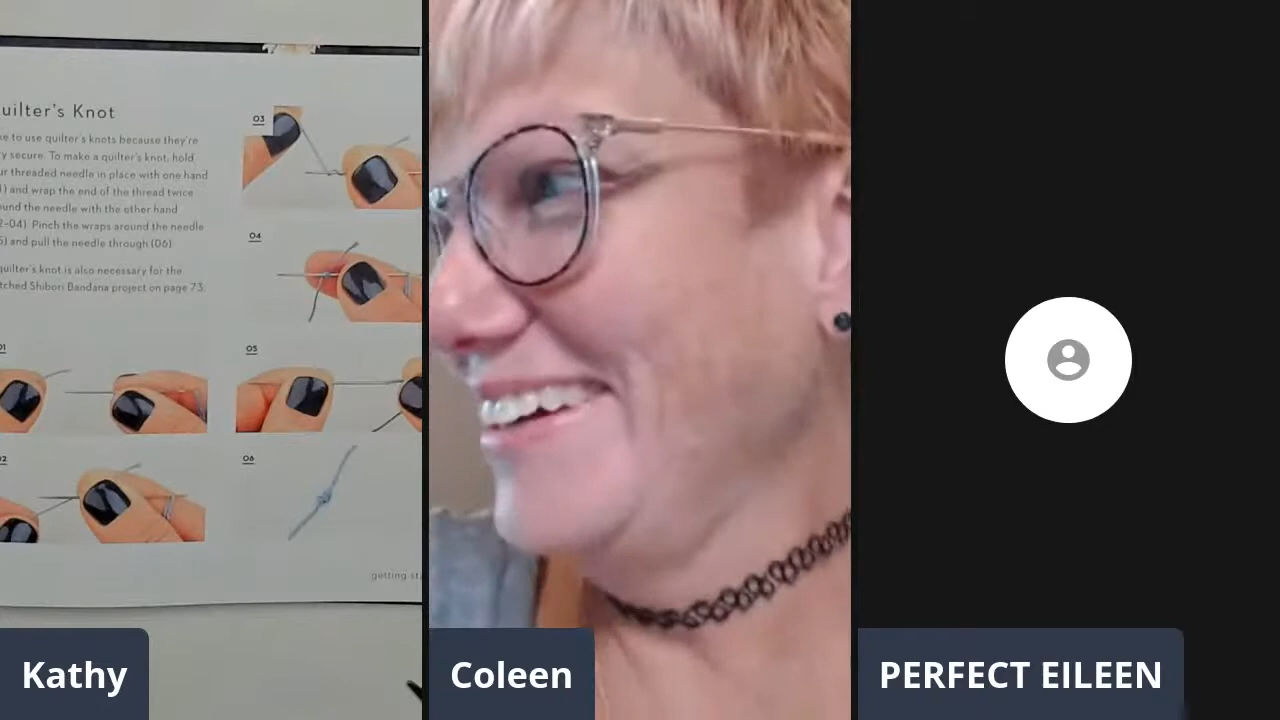 uilter's Knot
ke to use quilter's knots because they're
y secure. To make a quilter's knot, hold
ur threaded needle in place with one hand
1) and wrap the end of the thread twice
und the needle with the other hand
2–04). Pinch the wraps around the needle
5) and pull the needle through (06).
quilter's knot is also necessary for the
tched Shibori Bandana project on page 73.
01
02
03
04
05
06
getting st
Kathy
Coleen
PERFECT EILEEN